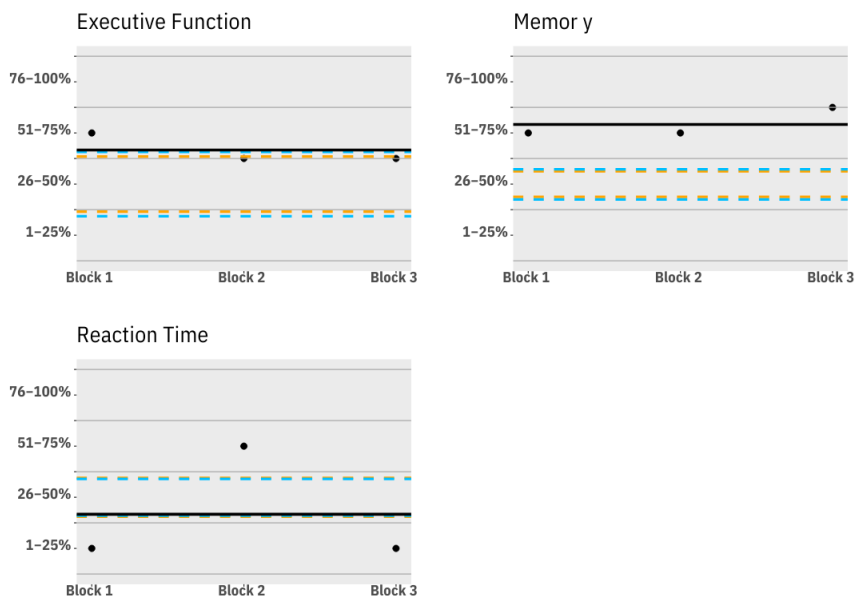 Executive Function
76–100%
51–75%
26–50%
1–25%
Block 1 Block 2 Block 3
Memor y
76–100%
51–75%
26–50%
1–25%
Block 1 Block 2 Block 3
Reaction Time
76–100%
51–75%
26–50%
1–25%
Block 1 Block 2 Block 3